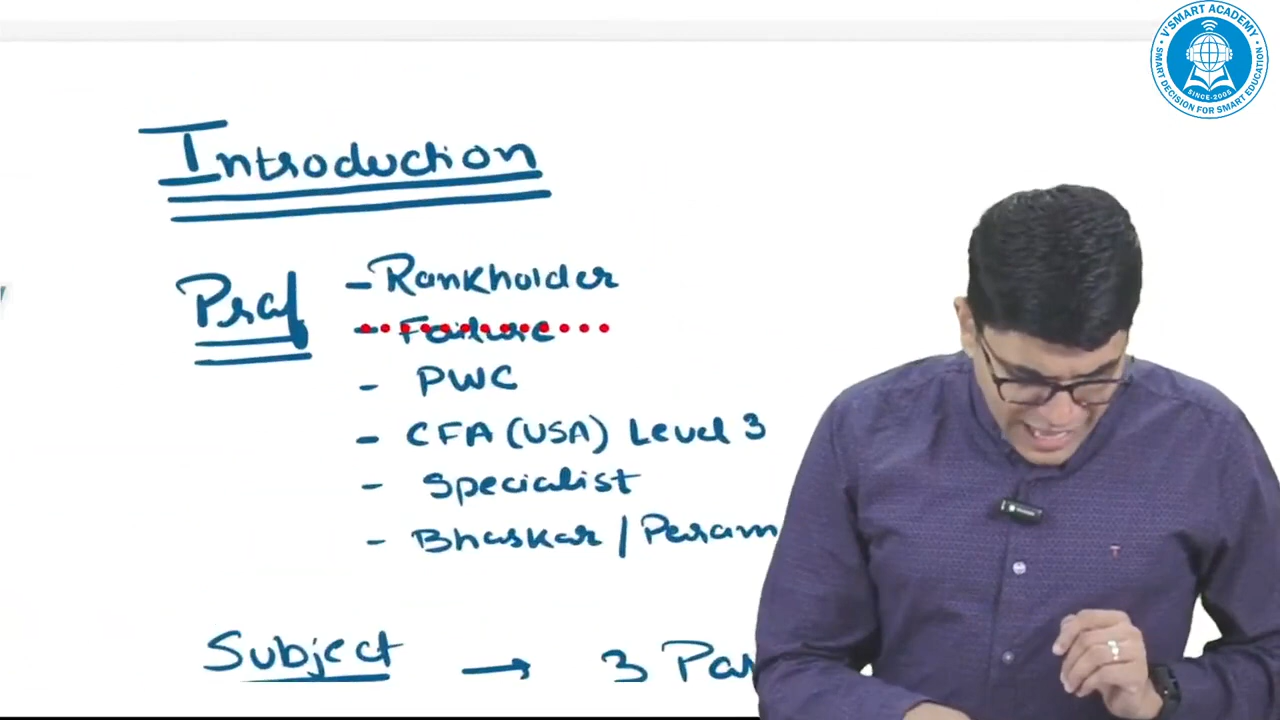 V'SMART ACADEMY
SMART DECISION FOR SMART EDUCATION
SINCE-2005
Introduction
Prof
- Rankholder
- Failure
- PWC
- CFA (USA) Level 3
- Specialist
- Bhaskar / Param
Subject → 3 Par